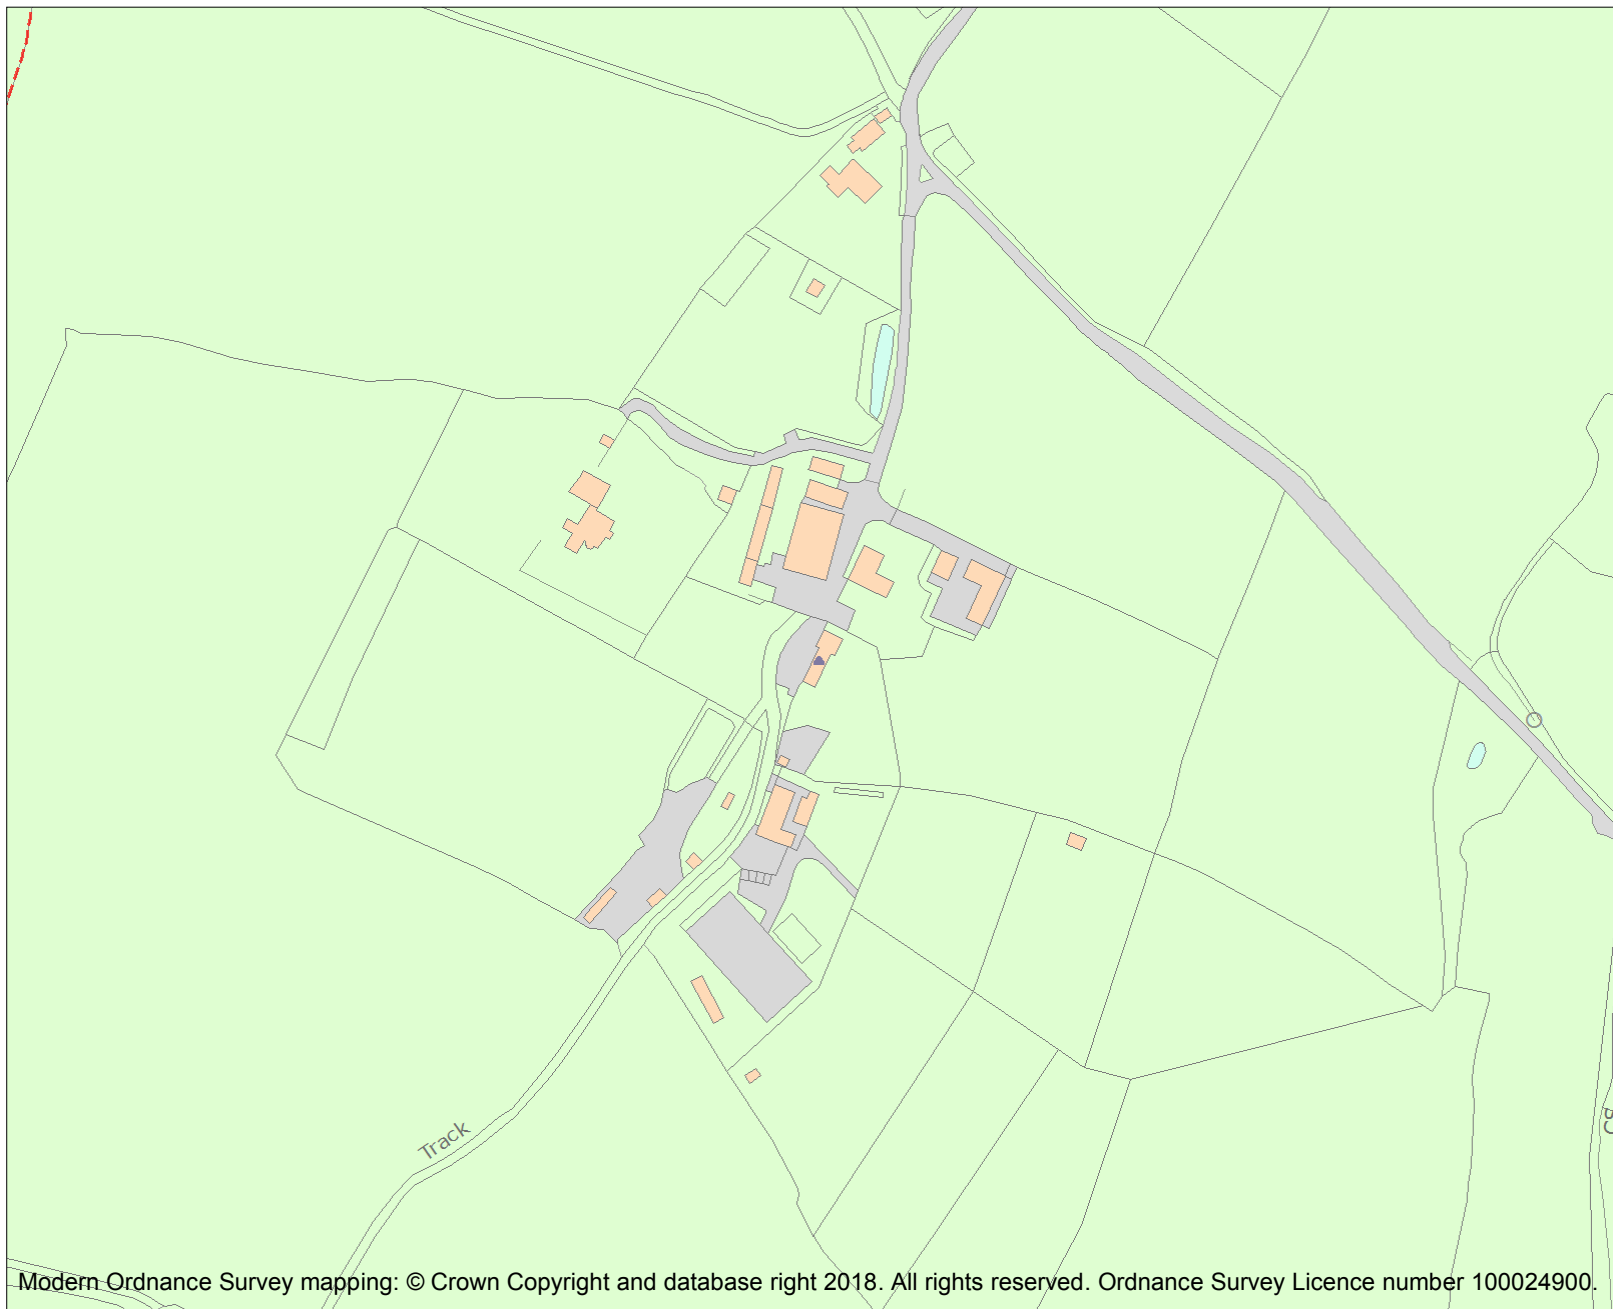 Track
Modern Ordnance Survey mapping: © Crown Copyright and database right 2018. All rights reserved. Ordnance Survey Licence number 100024900.